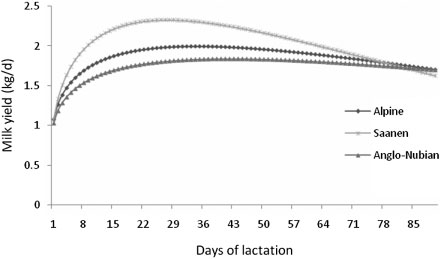 Milk yield (kg/d)
2.5
2
1.5
1
0.5
0
1 8 15 22 29 36 43 50 57 64 71 78 85
Days of lactation
Alpine
Saanen
Anglo-Nubian